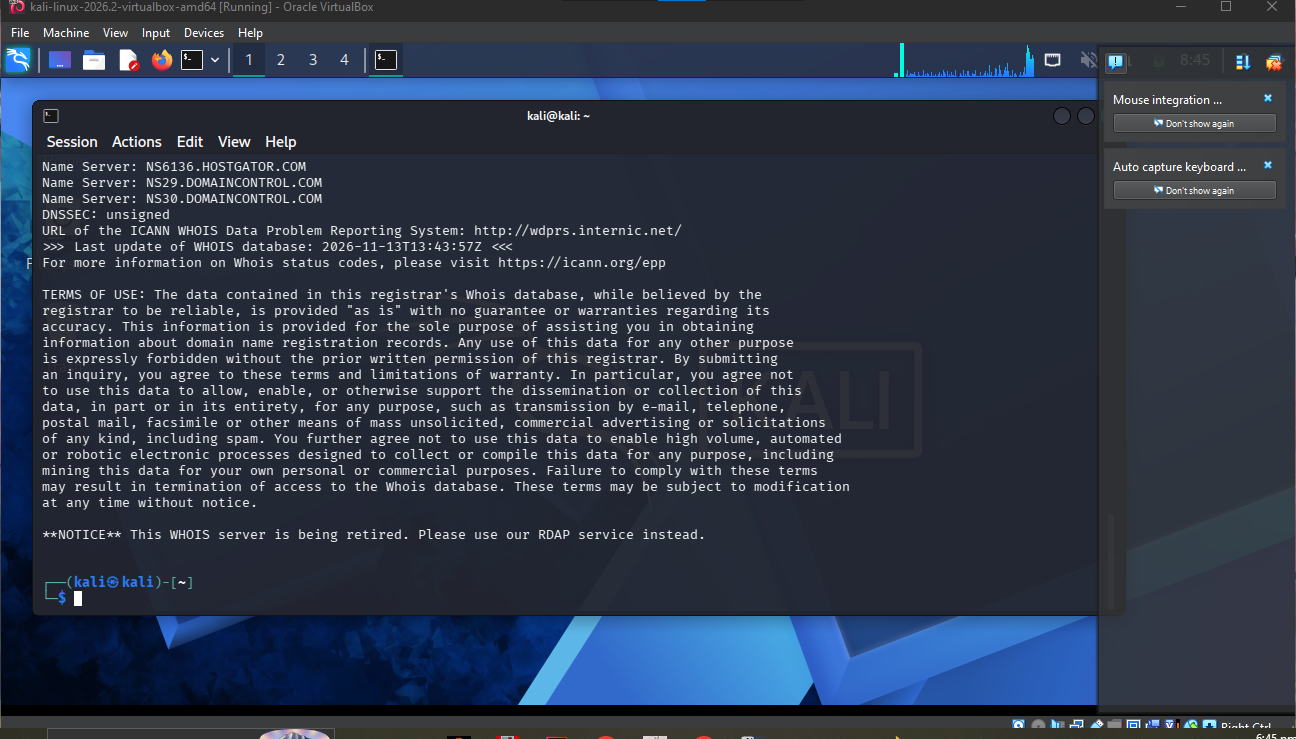 kali-linux-2026.2-virtualbox-amd64 [Running] - Oracle VirtualBox
File Machine View Input Devices Help
1 2 3 4
8:45
kali@kali: ~
Session Actions Edit View Help
Name Server: NS6136.HOSTGATOR.COM
Name Server: NS29.DOMAINCONTROL.COM
Name Server: NS30.DOMAINCONTROL.COM
DNSSEC: unsigned
URL of the ICANN WHOIS Data Problem Reporting System: http://wdprs.internic.net/
>>> Last update of WHOIS database: 2026-11-13T13:43:57Z <<<
For more information on Whois status codes, please visit https://icann.org/epp
TERMS OF USE: The data contained in this registrar's Whois database, while believed by the
registrar to be reliable, is provided "as is" with no guarantee or warranties regarding its
accuracy. This information is provided for the sole purpose of assisting you in obtaining
information about domain name registration records. Any use of this data for any other purpose
is expressly forbidden without the prior written permission of this registrar. By submitting
an inquiry, you agree to these terms and limitations of warranty. In particular, you agree not
to use this data to allow, enable, or otherwise support the dissemination or collection of this
data, in part or in its entirety, for any purpose, such as transmission by e-mail, telephone,
postal mail, facsimile or other means of mass unsolicited, commercial advertising or solicitations
of any kind, including spam. You further agree not to use this data to enable high volume, automated
or robotic electronic processes designed to collect or compile this data for any purpose, including
mining this data for your own personal or commercial purposes. Failure to comply with these terms
may result in termination of access to the Whois database. These terms may be subject to modification
at any time without notice.
**NOTICE** This WHOIS server is being retired. Please use our RDAP service instead.
(kali㉿kali)-[~]
$
KALI
Mouse integration ...
Don't show again
Auto capture keyboard ...
Don't show again
Right Ctrl
6:45 pm